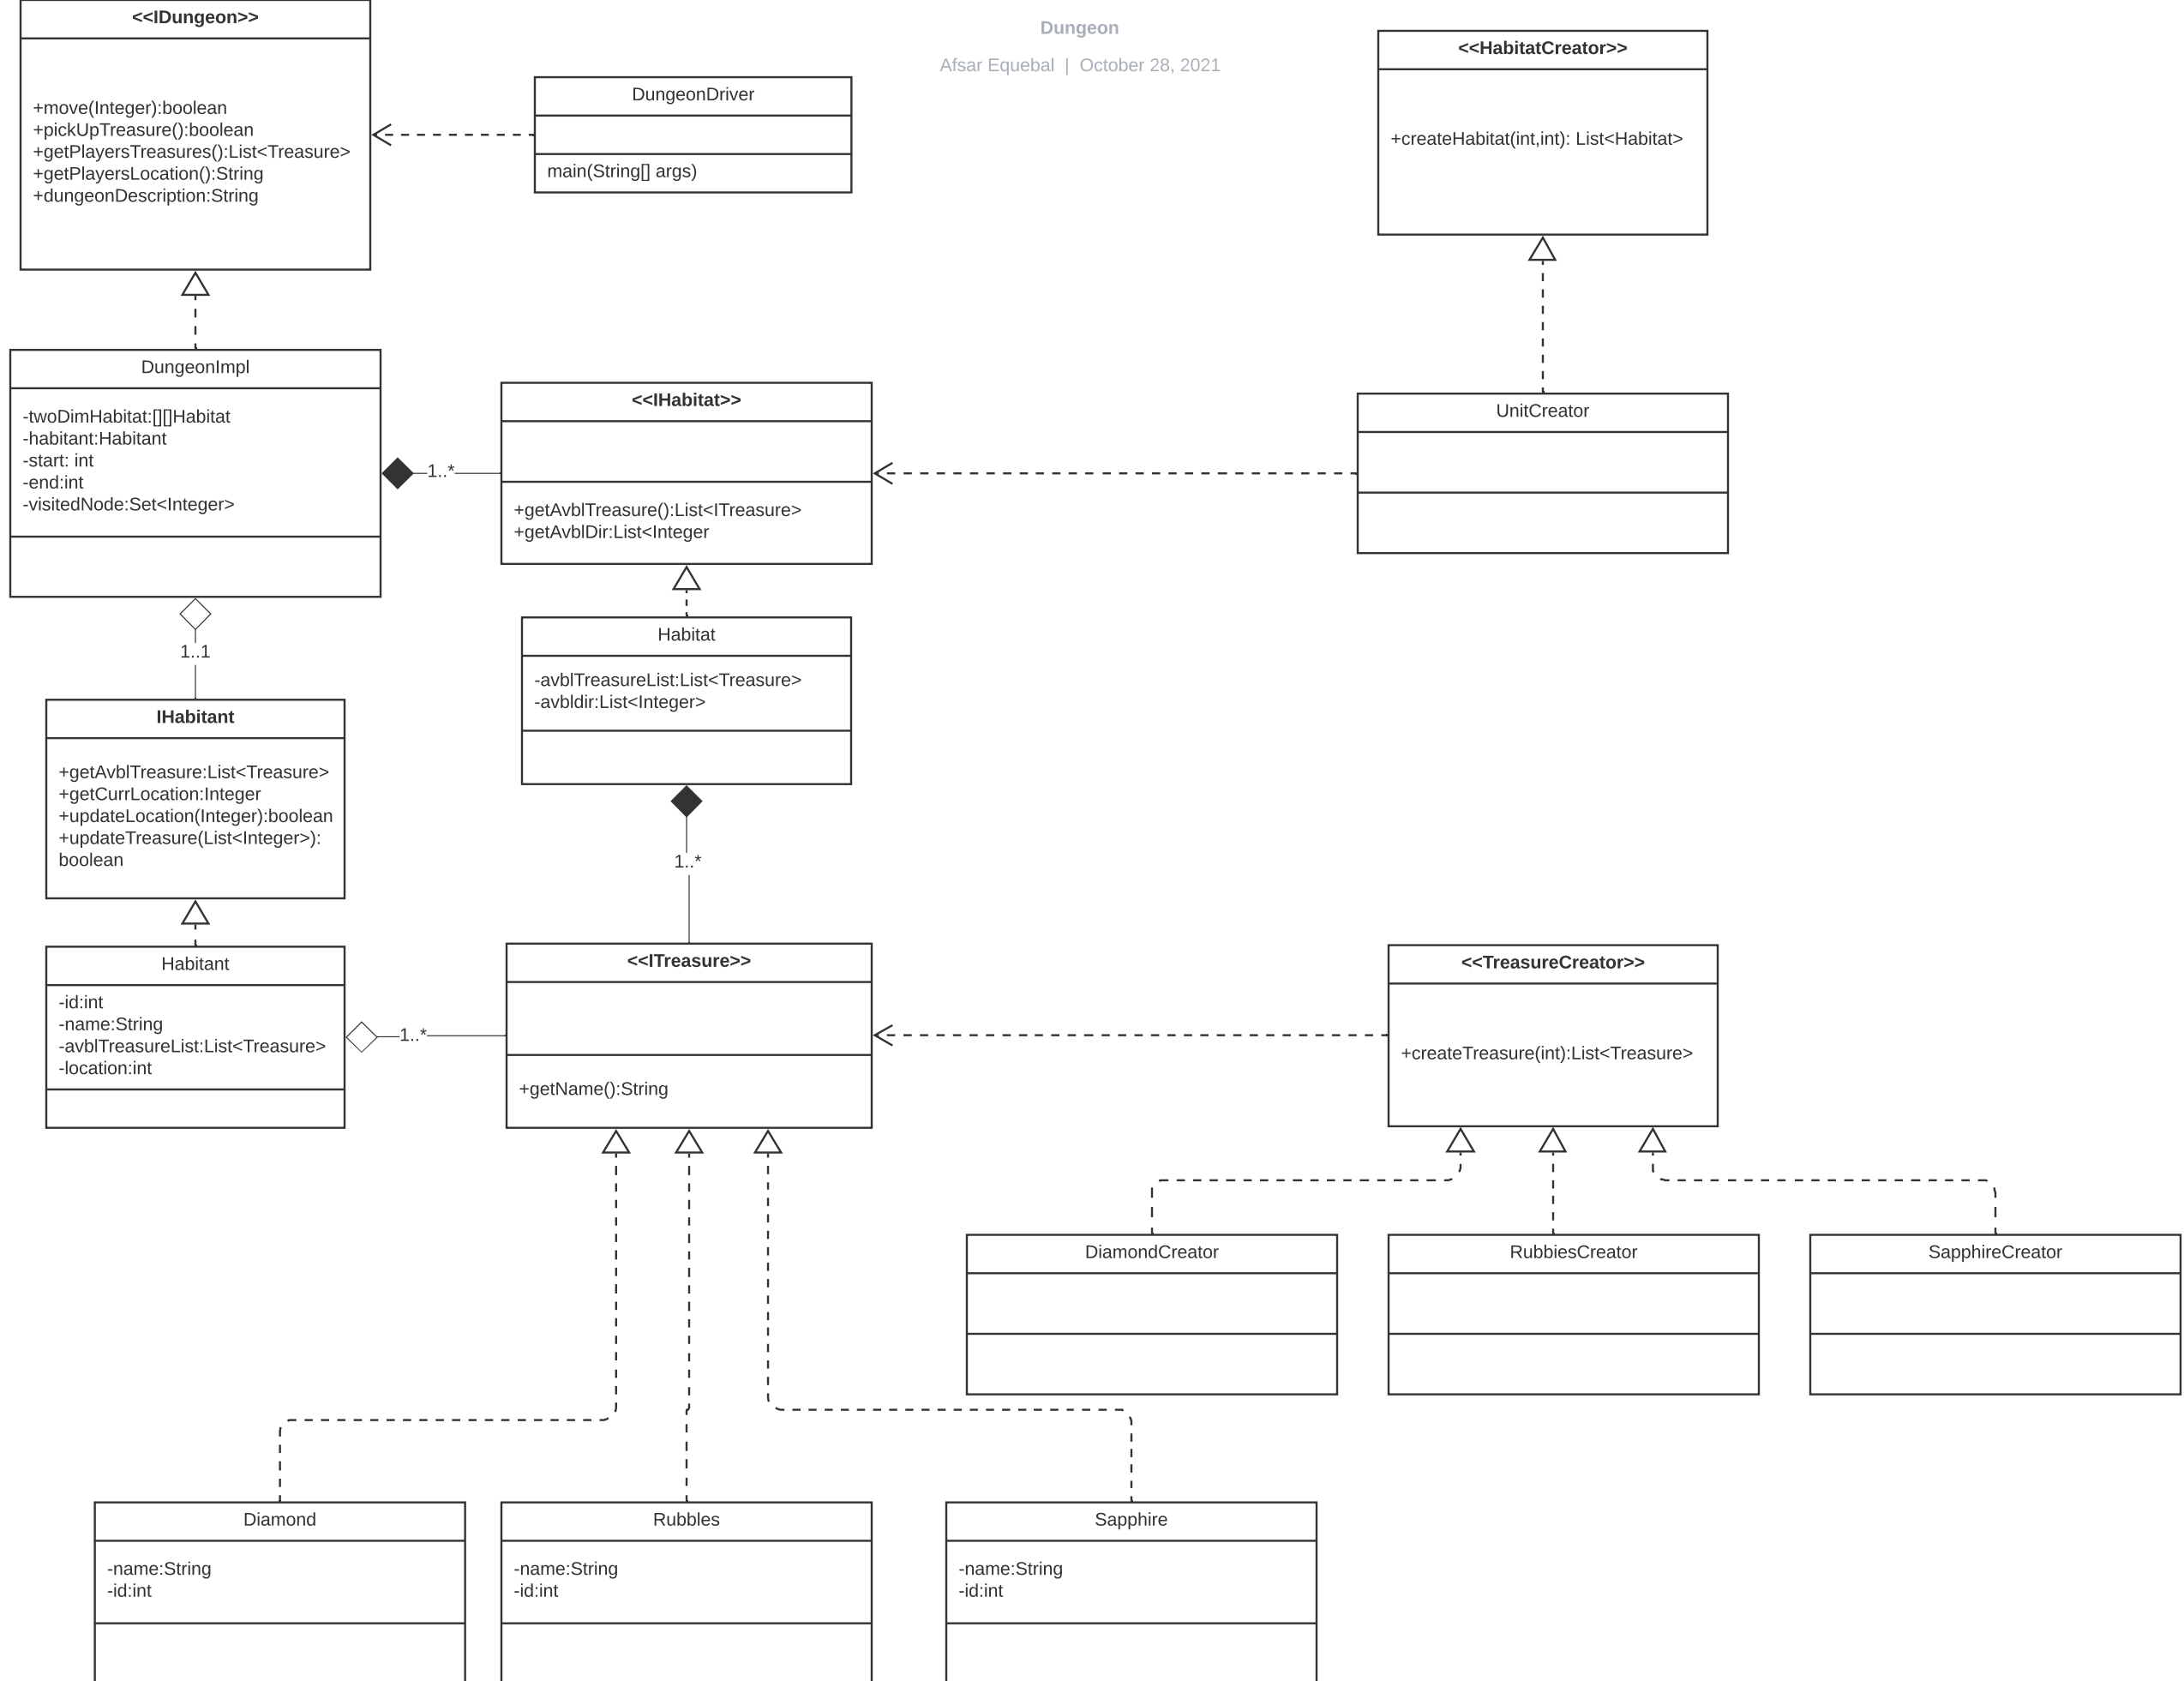 <<IDungeon>>
+move(Integer):boolean
+pickUpTreasure():boolean
+getPlayersTreasures():List<Treasure>
+getPlayersLocation():String
+dungeonDescription:String
DungeonDriver
main(String[] args)
Dungeon
Afsar Equebal | October 28, 2021
<<HabitatCreator>>
+createHabitat(int,int): List<Habitat>
DungeonImpl
-twoDimHabitat:[][]Habitat
-habitant:Habitant
-start: int
-end:int
-visitedNode:Set<Integer>
1..*
<<IHabitat>>
+getAvblTreasure():List<ITreasure>
+getAvblDir:List<Integer
UnitCreator
1..1
Habitat
-avblTreasureList:List<Treasure>
-avbldir:List<Integer>
IHabitant
+getAvblTreasure:List<Treasure>
+getCurrLocation:Integer
+updateLocation(Integer):boolean
+updateTreasure(List<Integer>):
boolean
1..*
Habitant
-id:int
-name:String
-avblTreasureList:List<Treasure>
-location:int
1..*
<<ITreasure>>
+getName():String
<<TreasureCreator>>
+createTreasure(int):List<Treasure>
DiamondCreator
RubbiesCreator
SapphireCreator
Diamond
-name:String
-id:int
Rubbles
-name:String
-id:int
Sapphire
-name:String
-id:int